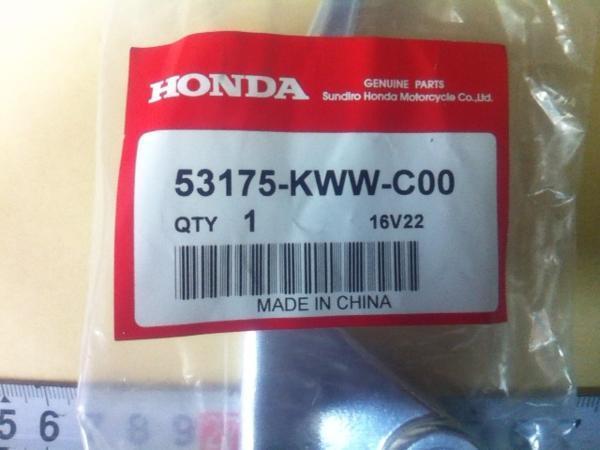 HONDA
GENUINE PARTS
Sundiro Honda Motorcycle Co.,Ltd.
53175-KWW-C00
QTY 1 16V22
MADE IN CHINA
5 6 7 8 9